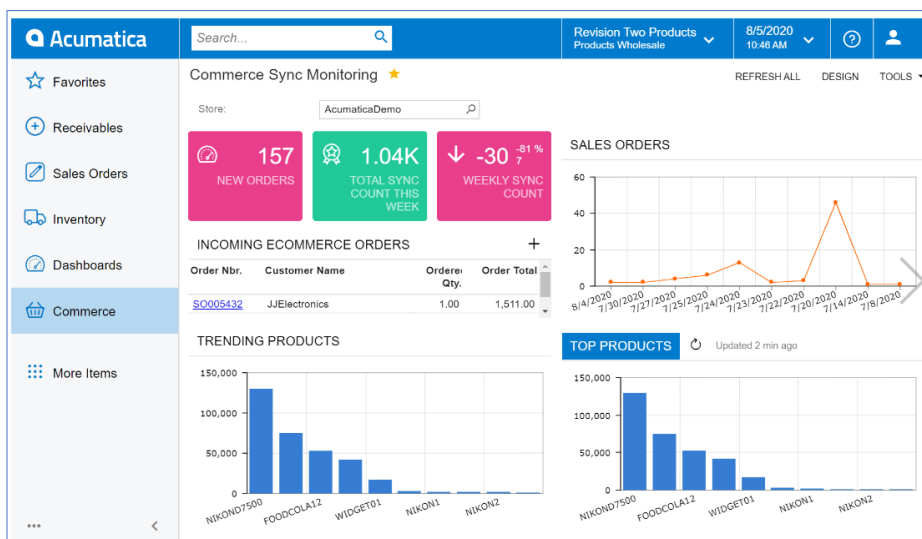 Acumatica
Search...
Revision Two Products
Products Wholesale
8/5/2020
10:46 AM
Favorites
Receivables
Sales Orders
Inventory
Dashboards
Commerce
More Items
Commerce Sync Monitoring
REFRESH ALL
DESIGN
TOOLS
Store:
AcumaticaDemo
157
NEW ORDERS
1.04K
TOTAL SYNC
COUNT THIS
WEEK
-30
-81 %
7
WEEKLY SYNC
COUNT
INCOMING ECOMMERCE ORDERS
Order Nbr.
Customer Name
Ordere
Qty.
Order Total
SO005432
JJElectronics
1.00
1,511.00
SALES ORDERS
60
40
20
0
8/4/2020
7/30/2020
7/27/2020
7/25/2020
7/24/2020
7/23/2020
7/22/2020
7/20/2020
7/14/2020
7/8/2020
TRENDING PRODUCTS
150,000
100,000
50,000
0
NIKOND7500
FOODCOLA12
WIDGET01
NIKON1
NIKON2
TOP PRODUCTS
Updated 2 min ago
150,000
100,000
50,000
0
NIKOND7500
FOODCOLA12
WIDGET01
NIKON1
NIKON2